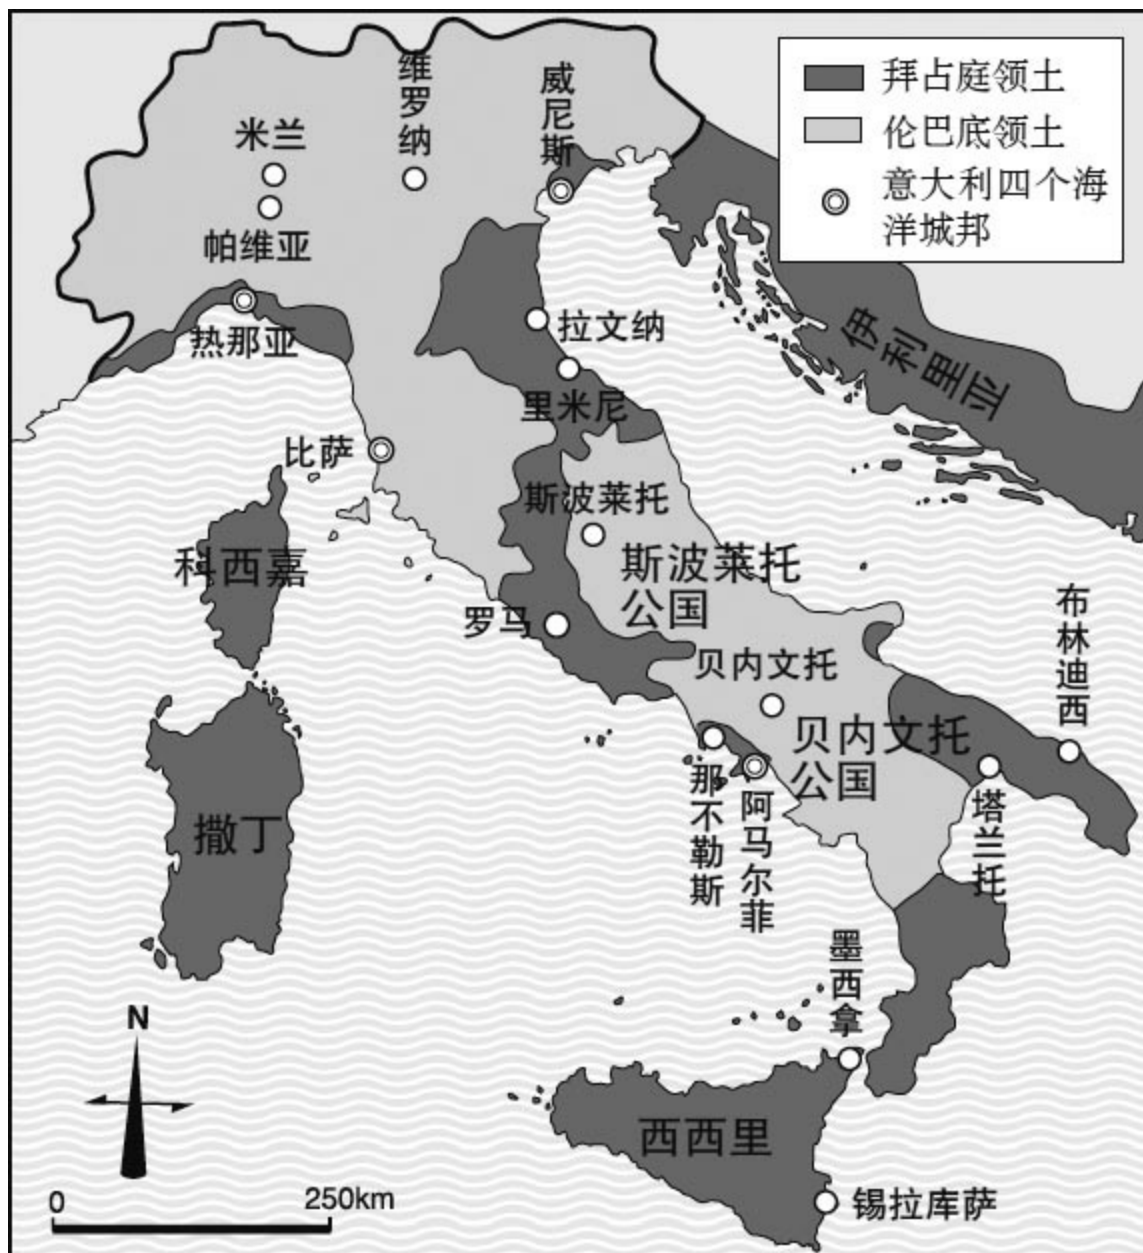 拜占庭领土
伦巴底领土
意大利四个海
洋城邦
维罗纳
威尼斯
米兰
帕维亚
热那亚
拉文纳
伊利里亚
里米尼
比萨
斯波莱托
科西嘉
斯波莱托
公国
罗马
布林迪西
贝内文托
贝内文托
公国
那不勒斯
阿马尔菲
塔兰托
撒丁
墨西拿
N
西西里
0
250km
锡拉库萨